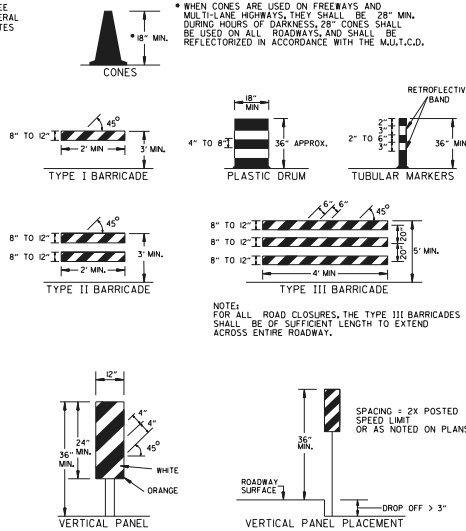 EE
ERAL
TES
* WHEN CONES ARE USED ON FREEWAYS AND
MULTI-LANE HIGHWAYS, THEY SHALL BE 28" MIN.
DURING HOURS OF DARKNESS, 28" CONES SHALL
BE USED ON ALL ROADWAYS, AND SHALL BE
REFLECTORIZED IN ACCORDANCE WITH THE M.U.T.C.D.
* 18" MIN.
CONES
45°
8" TO 12"
2' MIN.
3' MIN.
TYPE I BARRICADE
18"
MIN
4" TO 8"
36" APPROX.
PLASTIC DRUM
RETROFLECTIV
BAND
2"
3"
2" TO 6"
3"
36" MIN
TUBULAR MARKERS
45°
8" TO 12"
8" TO 12"
2' MIN.
3' MIN.
TYPE II BARRICADE
6" 6"
45°
8" TO 12"
8" TO 12"
8" TO 12"
20"
20"
5' MIN.
4' MIN
TYPE III BARRICADE
NOTE:
FOR ALL ROAD CLOSURES, THE TYPE III BARRICADES
SHALL BE OF SUFFICIENT LENGTH TO EXTEND
ACROSS ENTIRE ROADWAY.
12"
4"
4"
24"
MIN.
36"
MIN.
45°
WHITE
ORANGE
VERTICAL PANEL
36"
MIN.
SPACING = 2X POSTED
SPEED LIMIT
OR AS NOTED ON PLANS
ROADWAY
SURFACE
DROP OFF > 3"
VERTICAL PANEL PLACEMENT